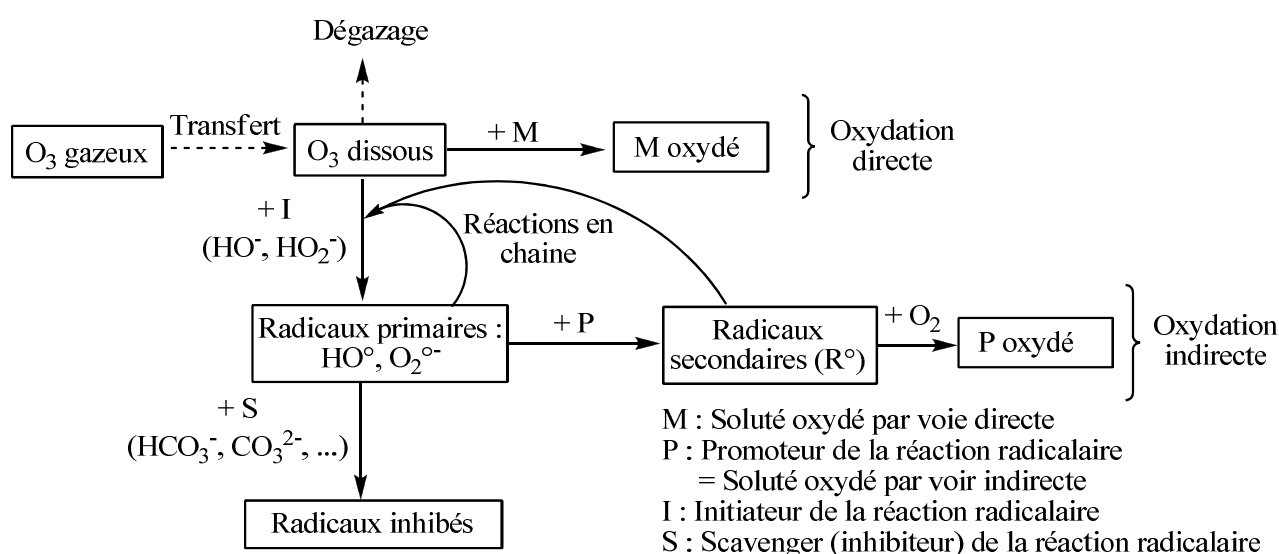 Dégazage
O₃ gazeux
Transfert
O₃ dissous
+ M
M oxydé
Oxydation
directe
+ I
(HO⁻, HO₂⁻)
Réactions en
chaine
Radicaux primaires :
HO°, O₂°⁻
+ P
Radicaux
secondaires (R°)
+ O₂
P oxydé
Oxydation
indirecte
+ S
(HCO₃⁻, CO₃²⁻, ...)
Radicaux inhibés
M : Soluté oxydé par voie directe
P : Promoteur de la réaction radicalaire
= Soluté oxydé par voir indirecte
I : Initiateur de la réaction radicalaire
S : Scavenger (inhibiteur) de la réaction radicalaire